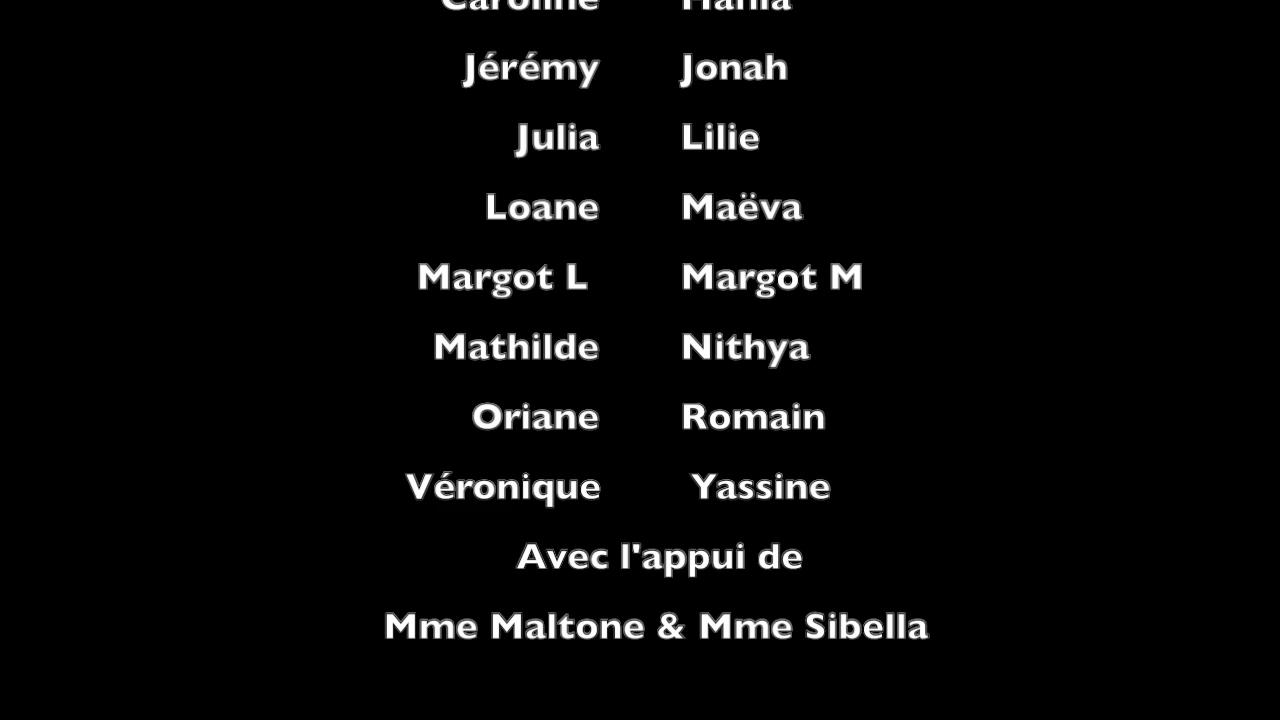 Caroline
Jérémy Jonah
Julia Lilie
Loane Maëva
Margot L Margot M
Mathilde Nithya
Oriane Romain
Véronique Yassine
Avec l'appui de
Mme Maltone & Mme Sibella